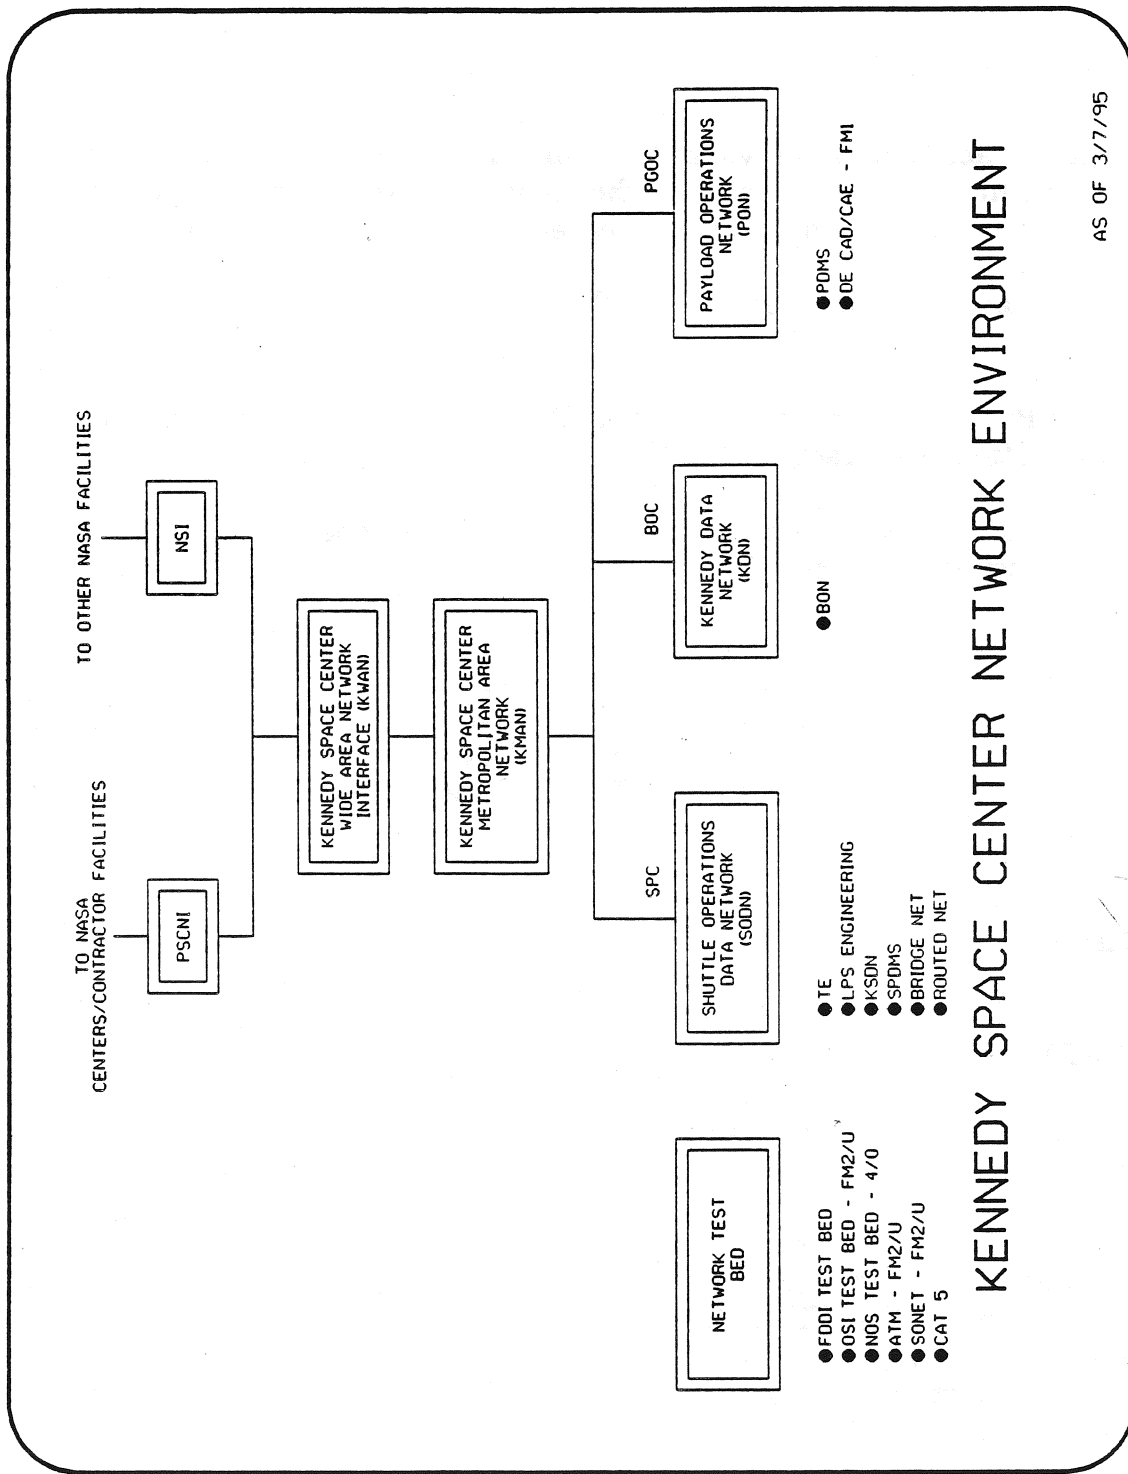 TO NASA
CENTERS/CONTRACTOR FACILITIES
TO OTHER NASA FACILITIES
PSCNI
NSI
KENNEDY SPACE CENTER
WIDE AREA NETWORK
INTERFACE (KWAN)
KENNEDY SPACE CENTER
METROPOLITAN AREA
NETWORK
(KMAN)
SPC
BOC
PGOC
NETWORK TEST
BED
SHUTTLE OPERATIONS
DATA NETWORK
(SODN)
KENNEDY DATA
NETWORK
(KDN)
PAYLOAD OPERATIONS
NETWORK
(PON)
●FDDI TEST BED
●OSI TEST BED - FM2/U
●NOS TEST BED - 4/0
●ATM - FM2/U
●SONET - FM2/U
●CAT 5
●TE
●LPS ENGINEERING
●KSDN
●SPDMS
●BRIDGE NET
●ROUTED NET
●BON
●PDMS
●DE CAD/CAE - FMI
KENNEDY SPACE CENTER NETWORK ENVIRONMENT
AS OF 3/7/95